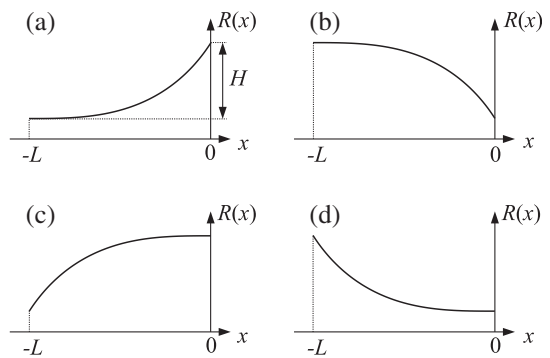 (a) R(x)
H
-L 0 x
(b) R(x)
-L 0 x
(c) R(x)
-L 0 x
(d) R(x)
-L 0 x